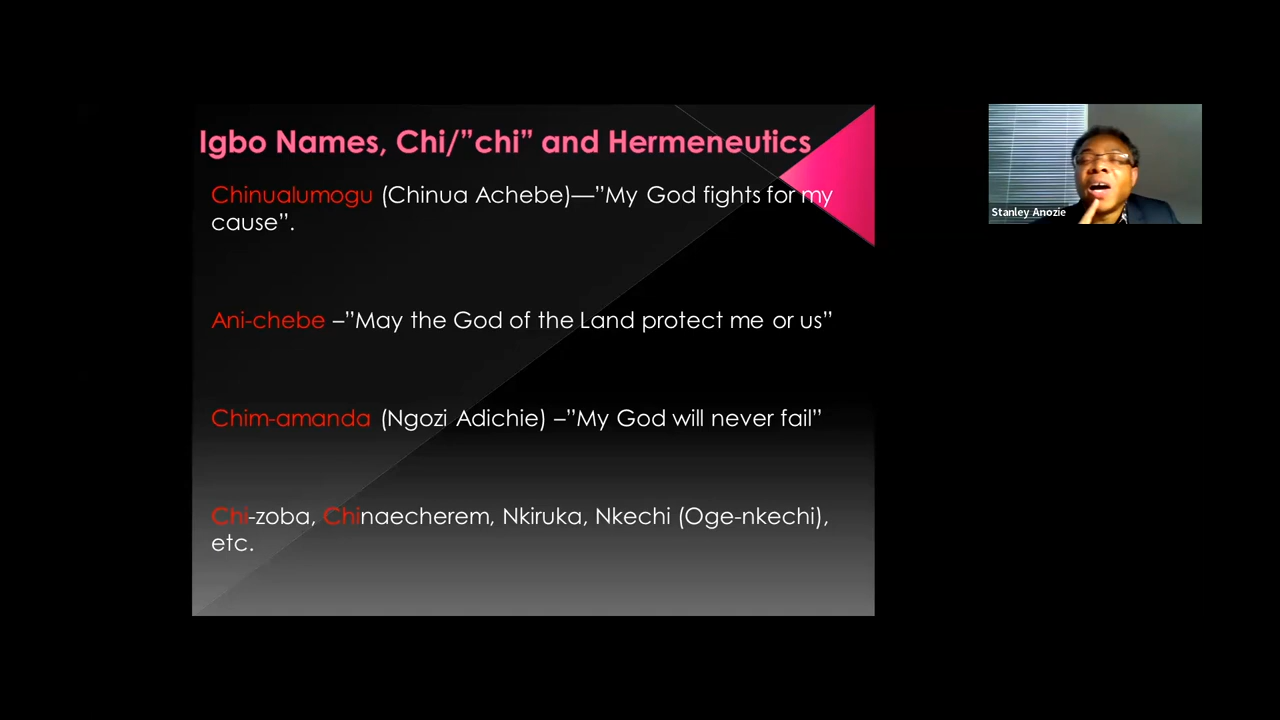 Igbo Names, Chi/”chi” and Hermeneutics
Chinualumogu (Chinua Achebe)—”My God fights for my
cause”.
Ani-chebe –”May the God of the Land protect me or us”
Chim-amanda (Ngozi Adichie) –”My God will never fail”
Chi-zoba, Chinaecherem, Nkiruka, Nkechi (Oge-nkechi),
etc.
Stanley Anozie